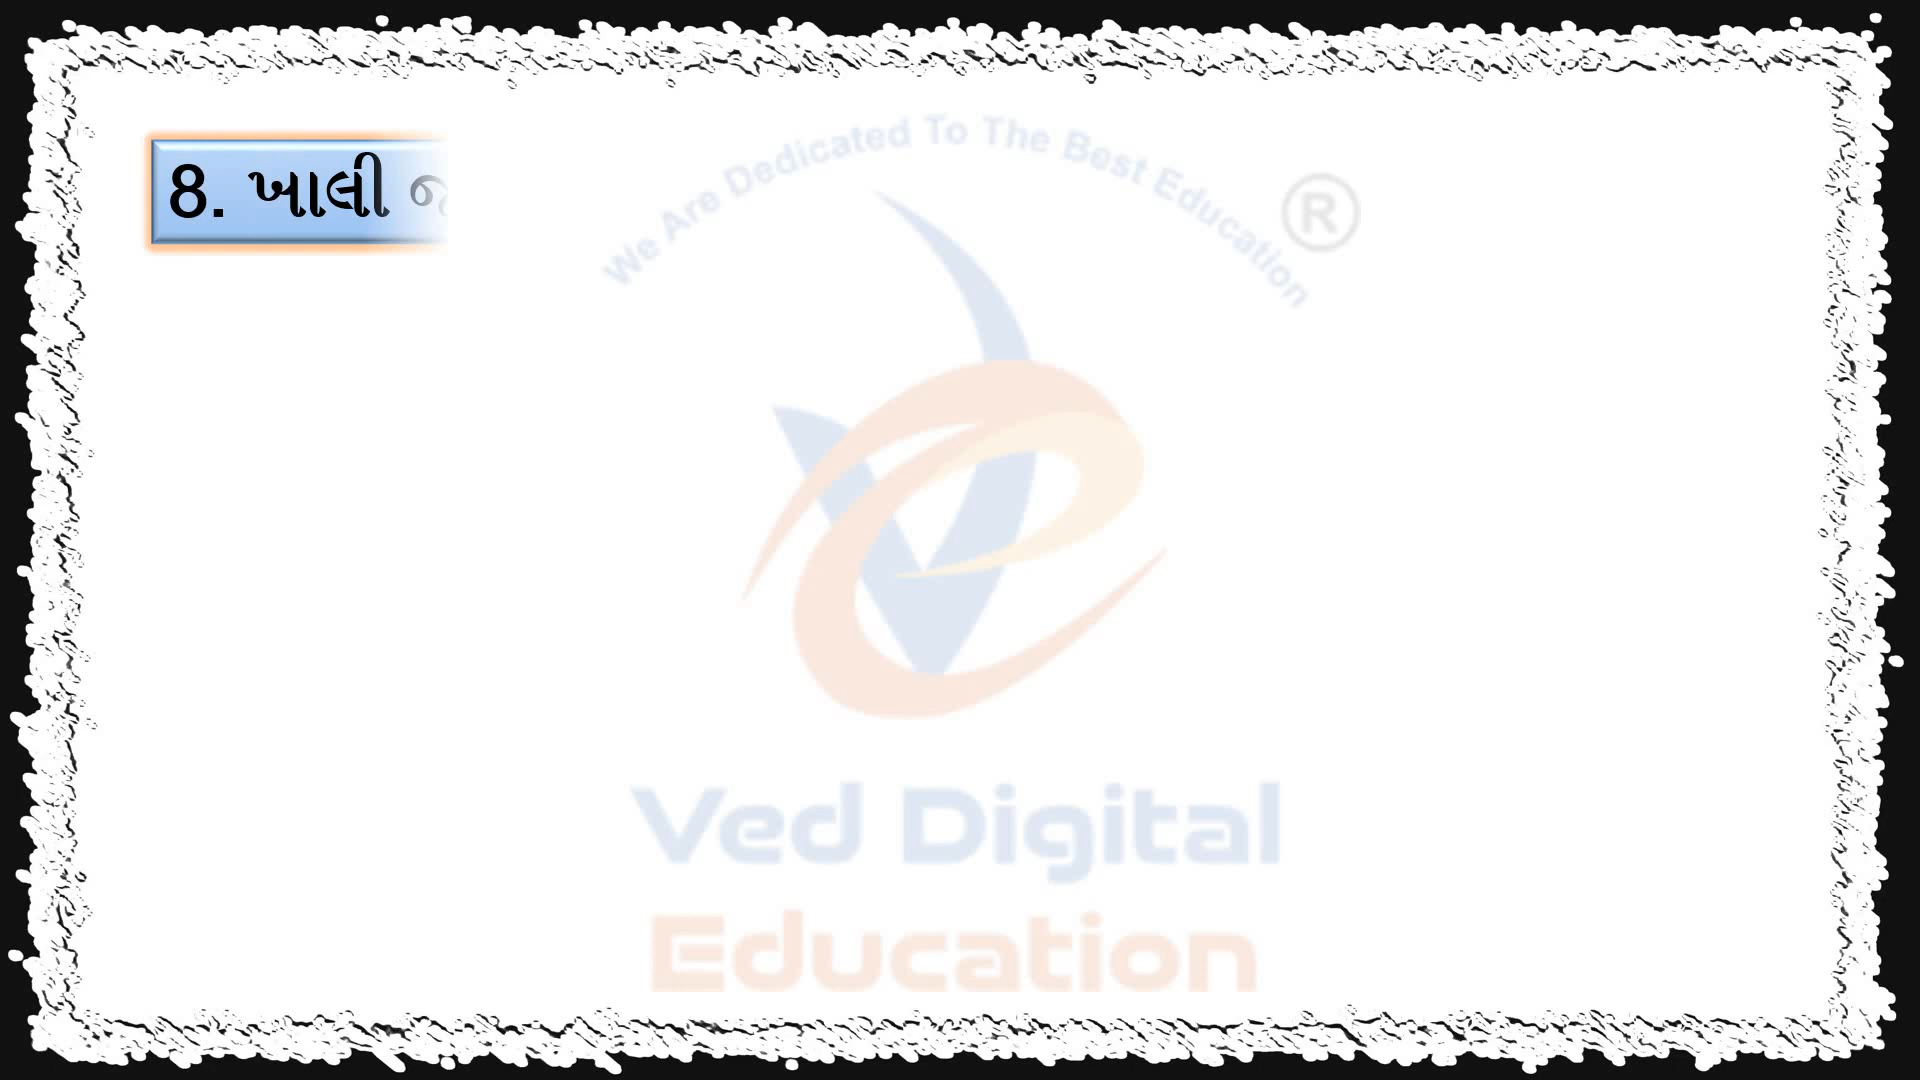 8. ખાલી
We Are Dedicated To The Best Education
®
Ved Digital
Education